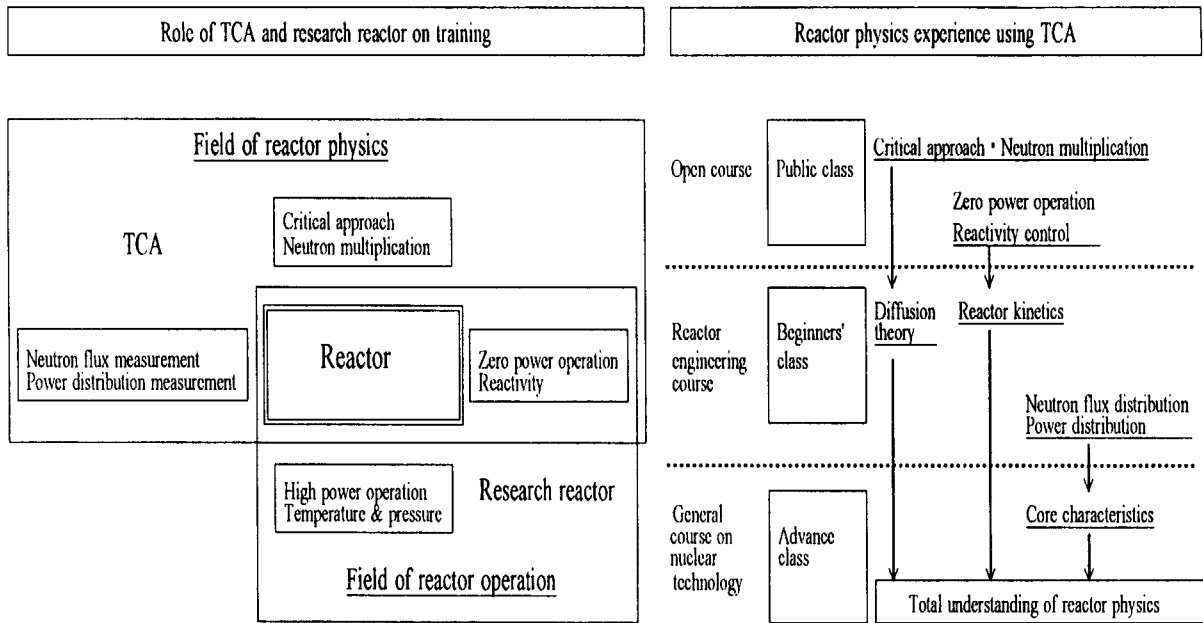 Role of TCA and research reactor on training
Field of reactor physics
TCA
Critical approach
Neutron multiplication
Neutron flux measurement
Power distribution measurement
Reactor
Zero power operation
Reactivity
High power operation
Temperature & pressure
Research reactor
Field of reactor operation
Reactor physics experience using TCA
Open course
Public class
Critical approach・Neutron multiplication
Zero power operation
Reactivity control
Reactor
engineering
course
Beginners'
class
Diffusion
theory
Reactor kinetics
Neutron flux distribution
Power distribution
General
course on
nuclear
technology
Advance
class
Core characteristics
Total understanding of reactor physics